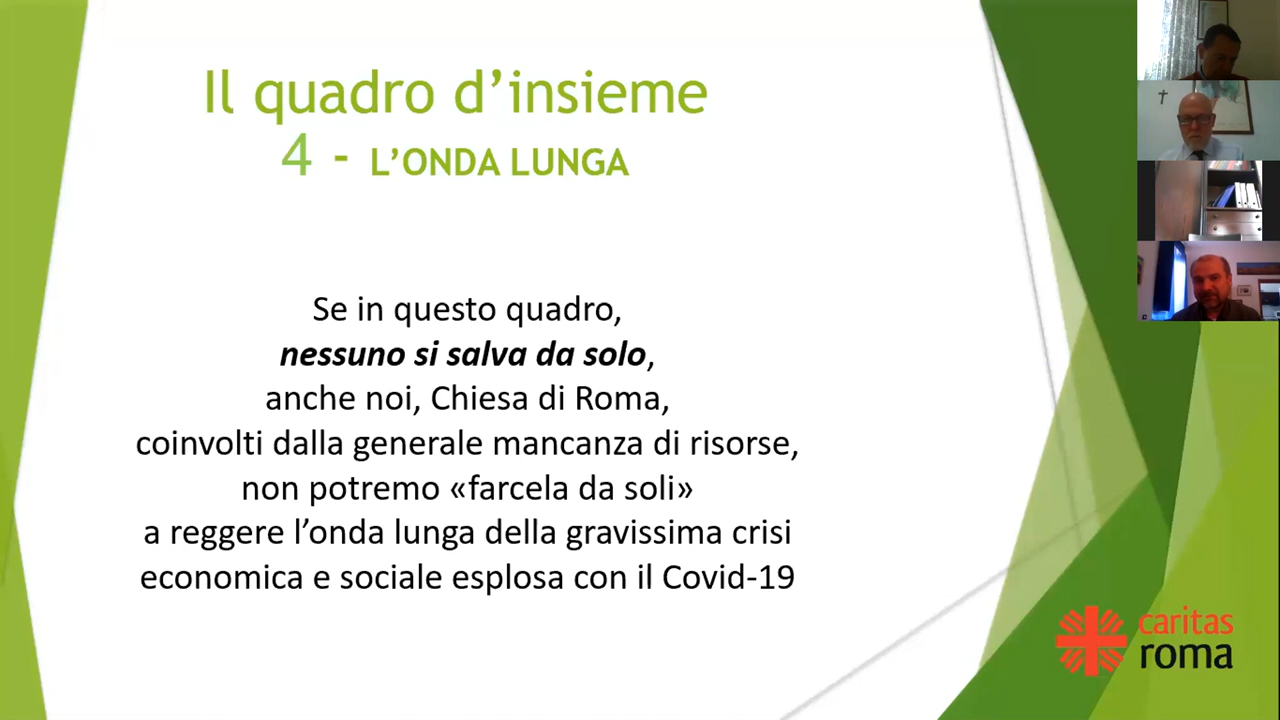 Il quadro d’insieme
4 - L’ONDA LUNGA
Se in questo quadro,
nessuno si salva da solo,
anche noi, Chiesa di Roma,
coinvolti dalla generale mancanza di risorse,
non potremo «farcela da soli»
a reggere l’onda lunga della gravissima crisi
economica e sociale esplosa con il Covid-19
caritas
roma